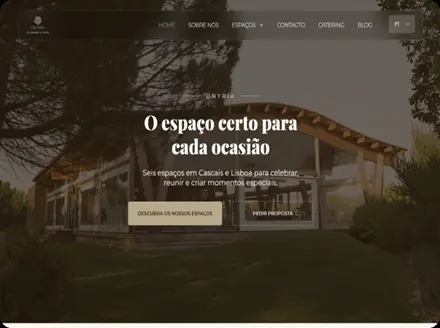 HOME
SOBRE NÓS
ESPAÇOS
CONTACTO
CATERING
BLOG
PT
ONYRIA
O espaço certo para
cada ocasião
Seis espaços em Cascais e Lisboa para celebrar,
reunir e criar momentos especiais.
DESCUBRA OS NOSSOS ESPAÇOS
PEDIR PROPOSTA